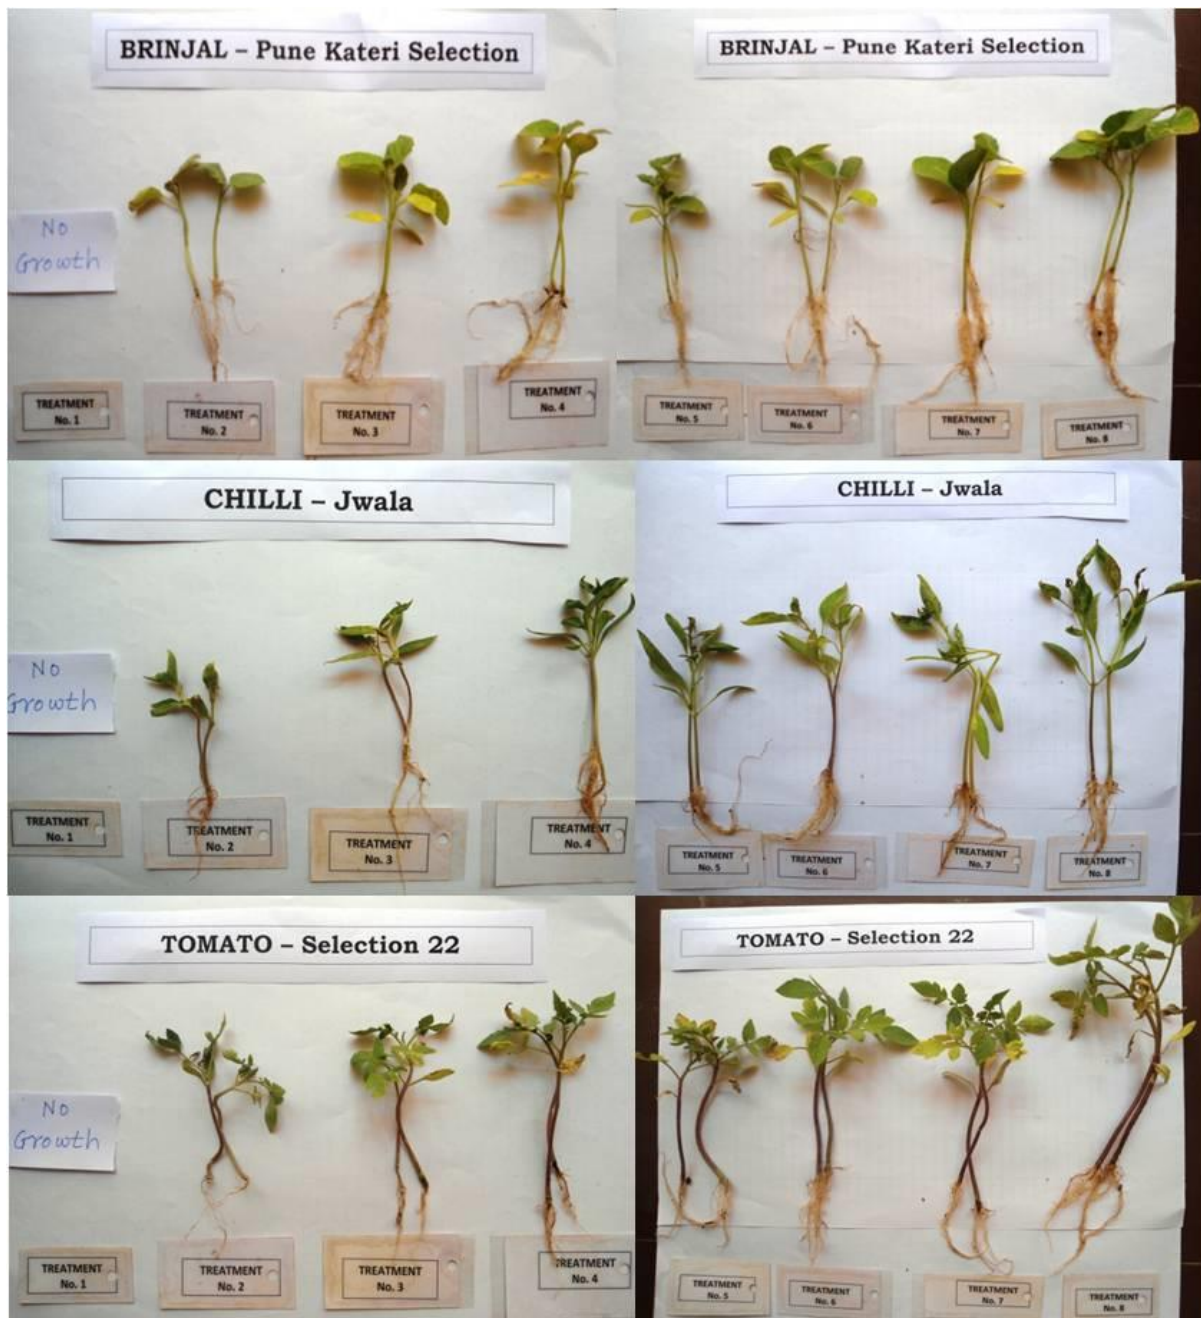 BRINJAL – Pune Kateri Selection
No
Growth
TREATMENT
No. 1
TREATMENT
No. 2
TREATMENT
No. 3
TREATMENT
No. 4
BRINJAL – Pune Kateri Selection
TREATMENT
No. 5
TREATMENT
No. 6
TREATMENT
No. 7
TREATMENT
No. 8
CHILLI – Jwala
No
Growth
TREATMENT
No. 1
TREATMENT
No. 2
TREATMENT
No. 3
TREATMENT
No. 4
CHILLI – Jwala
TREATMENT
No. 5
TREATMENT
No. 6
TREATMENT
No. 7
TREATMENT
No. 8
TOMATO – Selection 22
No
Growth
TREATMENT
No. 1
TREATMENT
No. 2
TREATMENT
No. 3
TREATMENT
No. 4
TOMATO – Selection 22
TREATMENT
No. 5
TREATMENT
No. 6
TREATMENT
No. 7
TREATMENT
No. 8